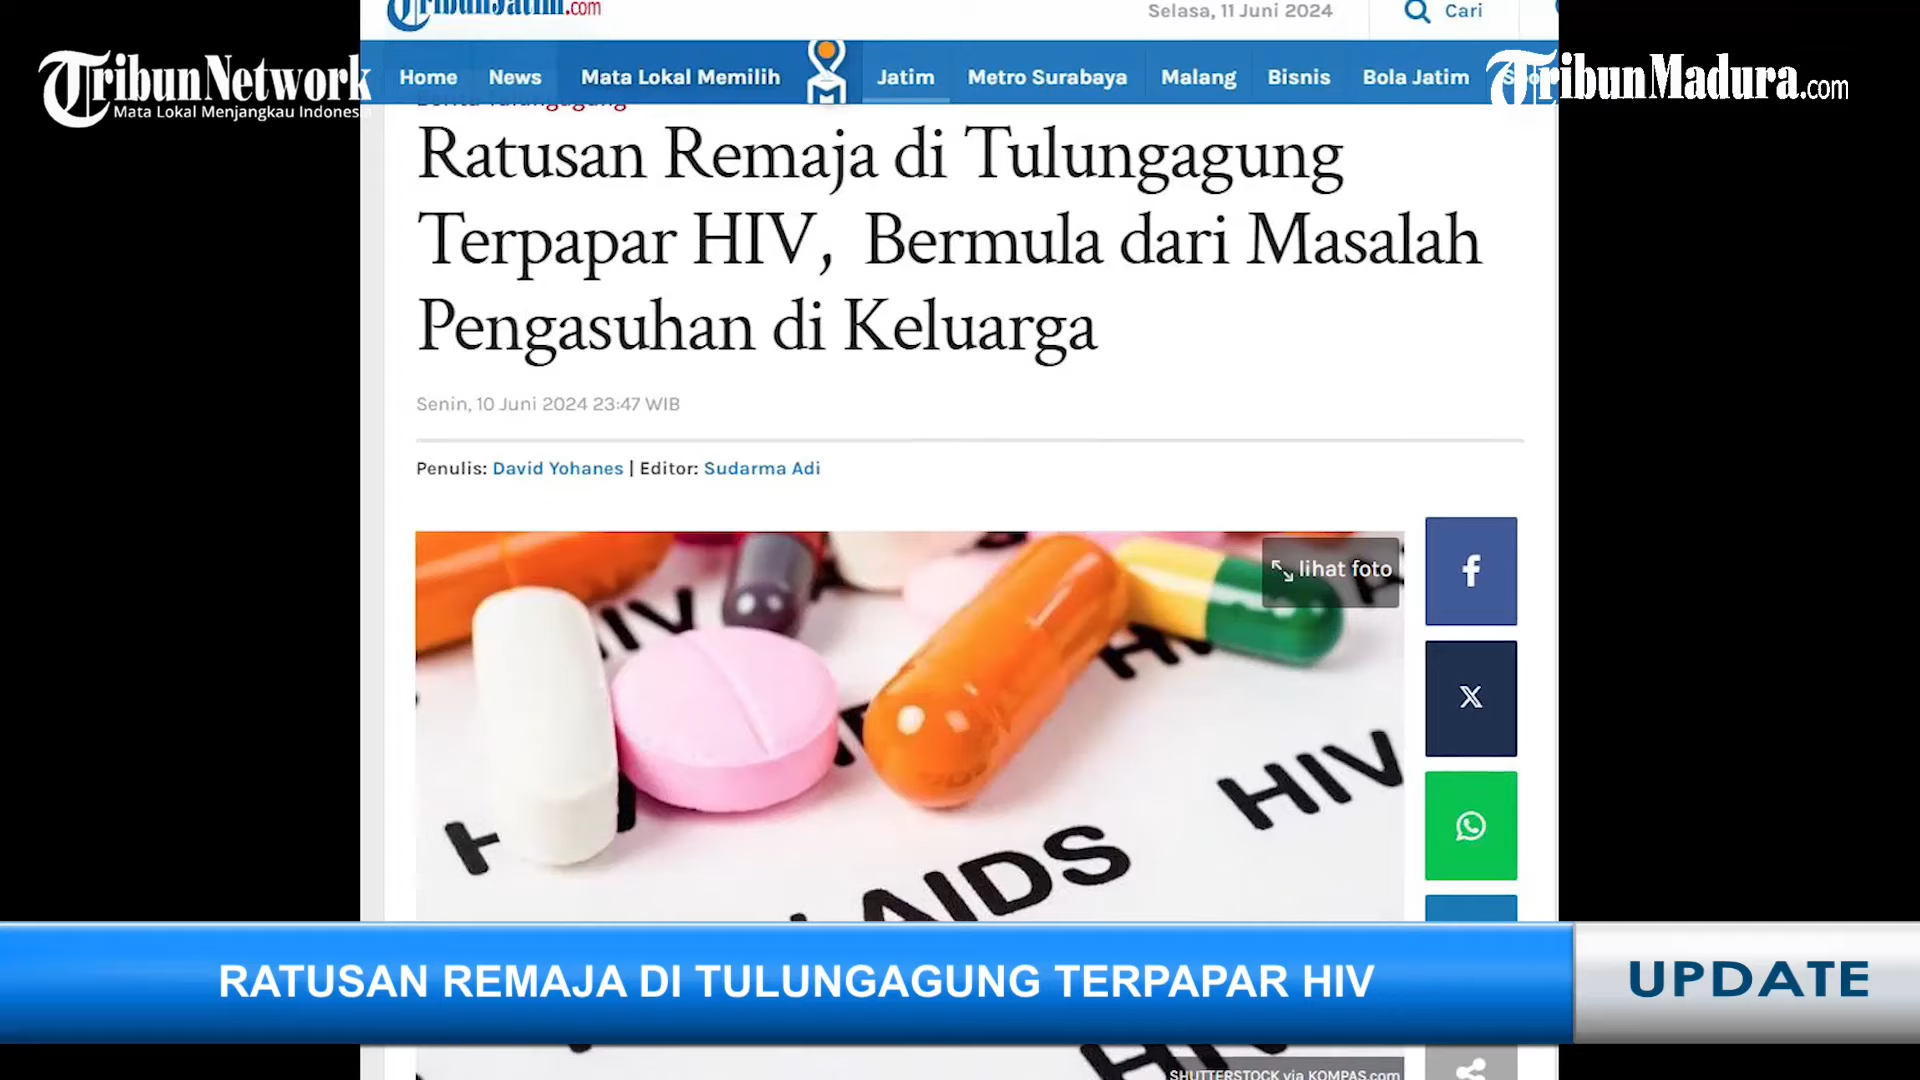 TribunJatim.com
Selasa, 11 Juni 2024
Cari
TribunNetwork
Mata Lokal Menjangkau Indonesia
Home News Mata Lokal Memilih Jatim Metro Surabaya Malang Bisnis Bola Jatim
TribunMadura.com
Berita Tulungagung
Ratusan Remaja di Tulungagung
Terpapar HIV, Bermula dari Masalah
Pengasuhan di Keluarga
Senin, 10 Juni 2024 23:47 WIB
Penulis: David Yohanes | Editor: Sudarma Adi
lihat foto
HIV
HIV
HIV
AIDS
RATUSAN REMAJA DI TULUNGAGUNG TERPAPAR HIV
UPDATE
SHUTTERSTOCK via KOMPAS.com